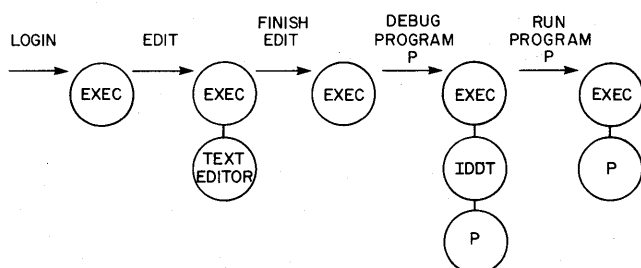 LOGIN
EDIT
FINISH
EDIT
DEBUG
PROGRAM
P
RUN
PROGRAM
P
EXEC
EXEC
EXEC
EXEC
EXEC
TEXT
EDITOR
IDDT
P
P